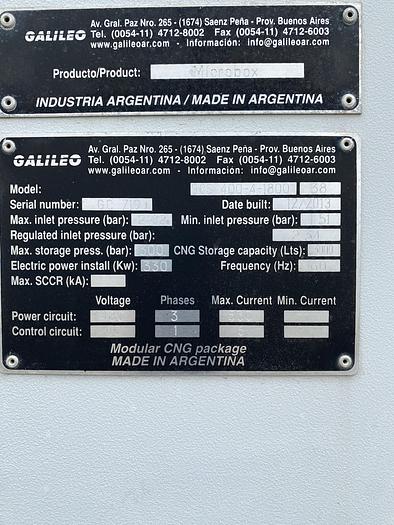 GALILEO
Av. Gral. Paz Nro. 265 - (1674) Saenz Peña - Prov. Buenos Aires
Tel. (0054-11) 4712-8002 Fax (0054-11) 4712-6003
www.galileoar.com - Información: info@galileoar.com
Producto/Product: Microbox
INDUSTRIA ARGENTINA / MADE IN ARGENTINA
GALILEO
Av. Gral. Paz Nro. 265 - (1674) Saenz Peña - Prov. Buenos Aires
Tel. (0054-11) 4712-8002 Fax (0054-11) 4712-6003
www.galileoar.com - Información: info@galileoar.com
Model: 38
Serial number: Date built: 12/2013
Max. inlet pressure (bar): Min. inlet pressure (bar):
Regulated inlet pressure (bar):
Max. storage press. (bar): CNG Storage capacity (Lts):
Electric power install (Kw): 330 Frequency (Hz):
Max. SCCR (kA):
Voltage Phases Max. Current Min. Current
Power circuit: 3
Control circuit: 1
Modular CNG package
MADE IN ARGENTINA